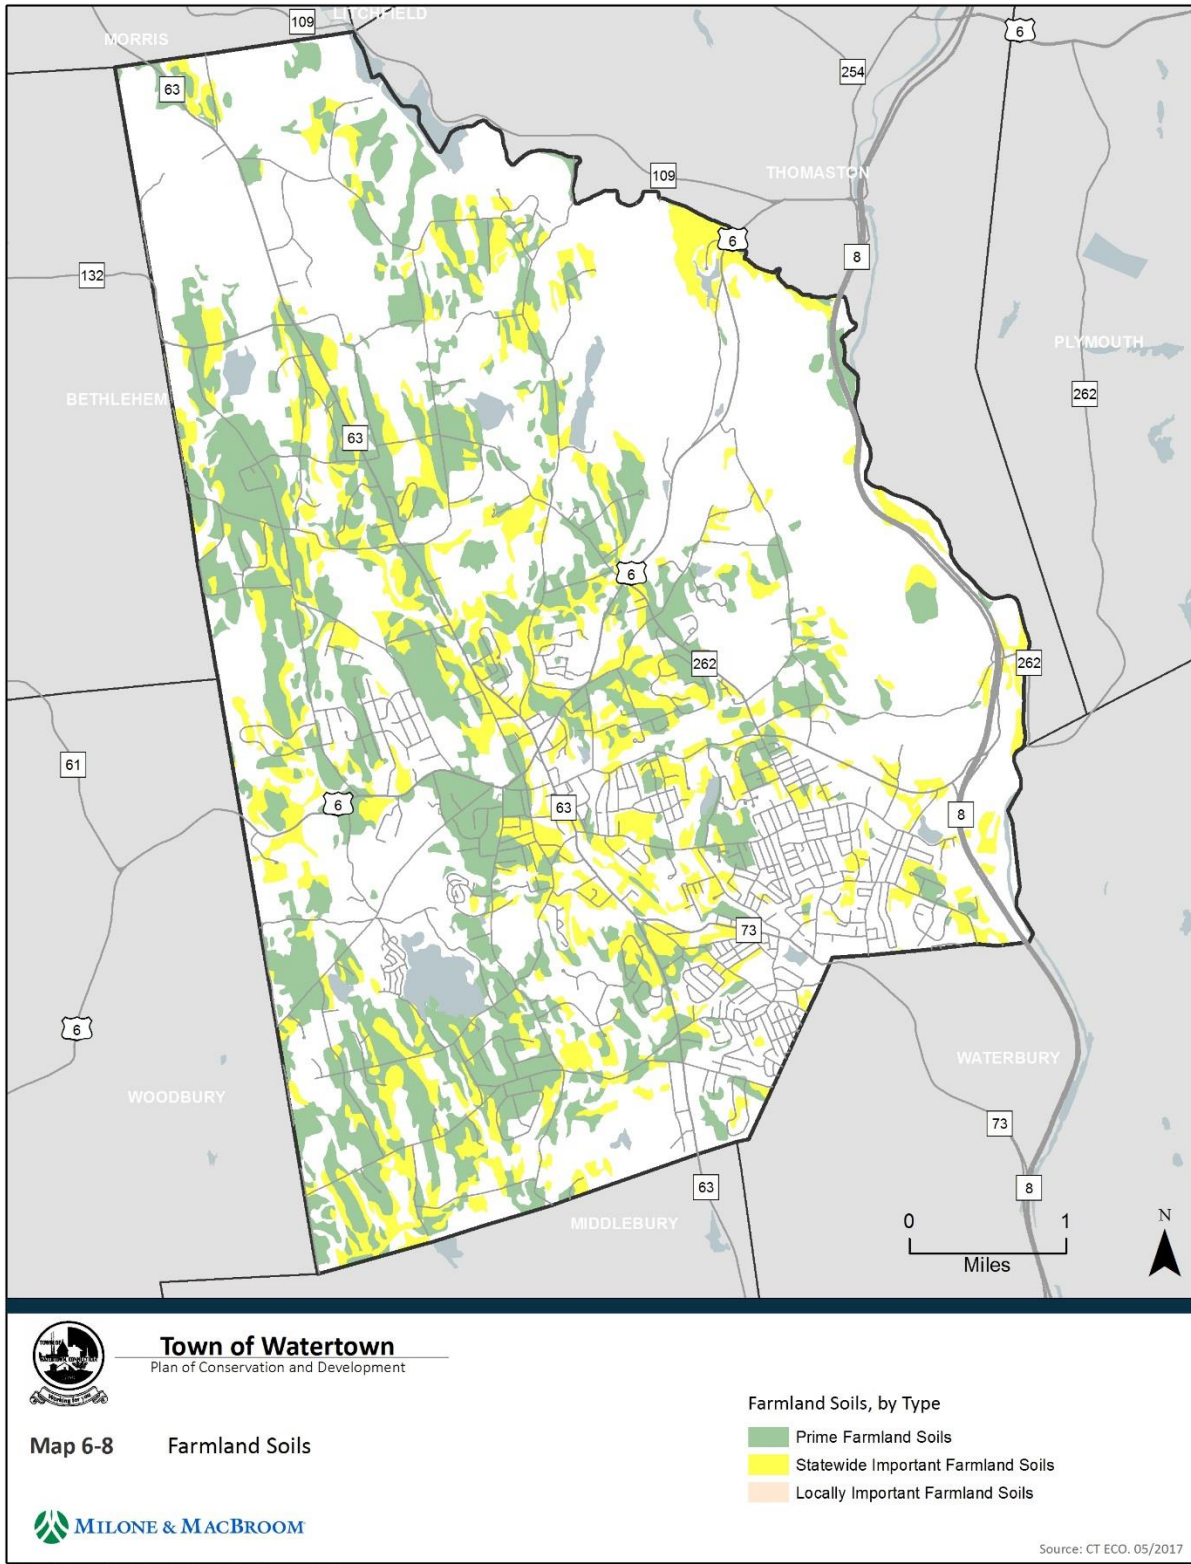 LITCHFIELD
109
6
MORRIS
254
63
109
THOMASTON
6
8
132
PLYMOUTH
262
BETHLEHEM
63
6
262
262
61
6
63
8
73
6
WATERBURY
WOODBURY
73
63
8
MIDDLEBURY
0 1
Miles
N
Town of Watertown
Plan of Conservation and Development
Map 6-8 Farmland Soils
MILONE & MACBROOM
Farmland Soils, by Type
Prime Farmland Soils
Statewide Important Farmland Soils
Locally Important Farmland Soils
Source: CT ECO. 05/2017